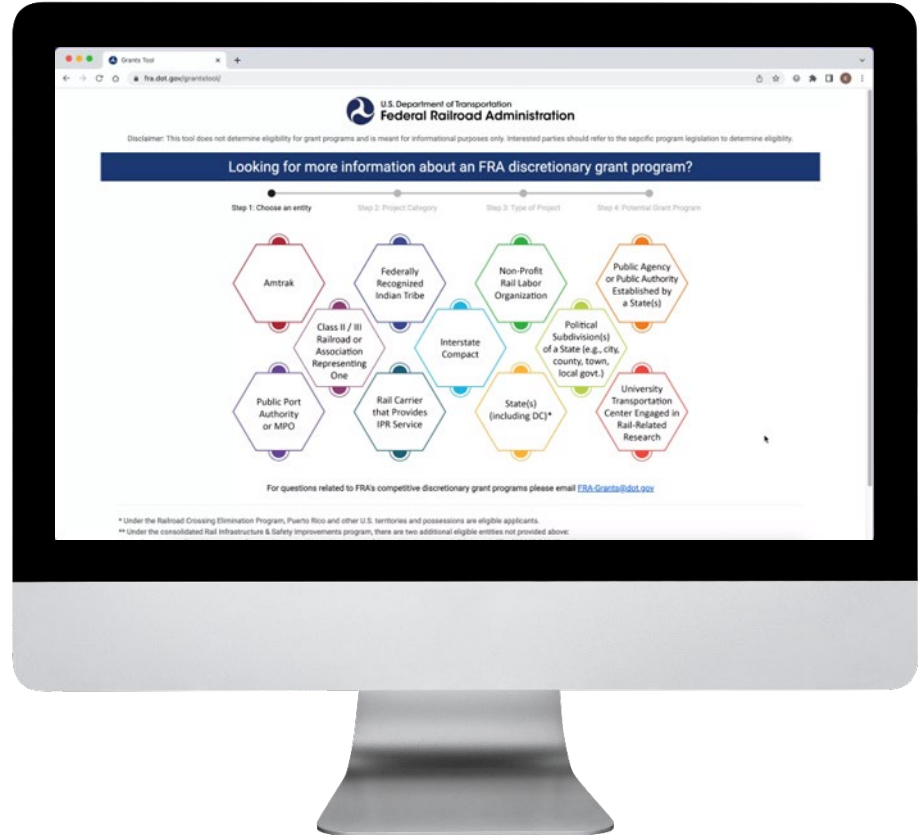 Grants Tool
fra.dot.gov/grantstool/
U.S. Department of Transportation
Federal Railroad Administration
Disclaimer: This tool does not determine eligibility for grant programs and is meant for informational purposes only. Interested parties should refer to the sepcific program legislation to determine eligiblity.
Looking for more information about an FRA discretionary grant program?
Step 1: Choose an entity
Step 2: Project Category
Step 3: Type of Project
Step 4: Potential Grant Program
Amtrak
Federally
Recognized
Indian Tribe
Non-Profit
Rail Labor
Organization
Public Agency
or Public Authority
Established by
a State(s)
Class II / III
Railroad or
Association
Representing
One
Interstate
Compact
Political
Subdivision(s)
of a State (e.g., city,
county, town,
local govt.)
Public Port
Authority
or MPO
Rail Carrier
that Provides
IPR Service
State(s)
(including DC)*
University
Transportation
Center Engaged in
Rail-Related
Research
For questions related to FRA's competitive discretionary grant programs please email FRA-Grants@dot.gov
* Under the Railroad Crossing Elimination Program, Puerto Rico and other U.S. territories and possessions are eligible applicants.
** Under the consolidated Rail Infrastructure & Safety Improvements program, there are two additional eligible entities not provided above: